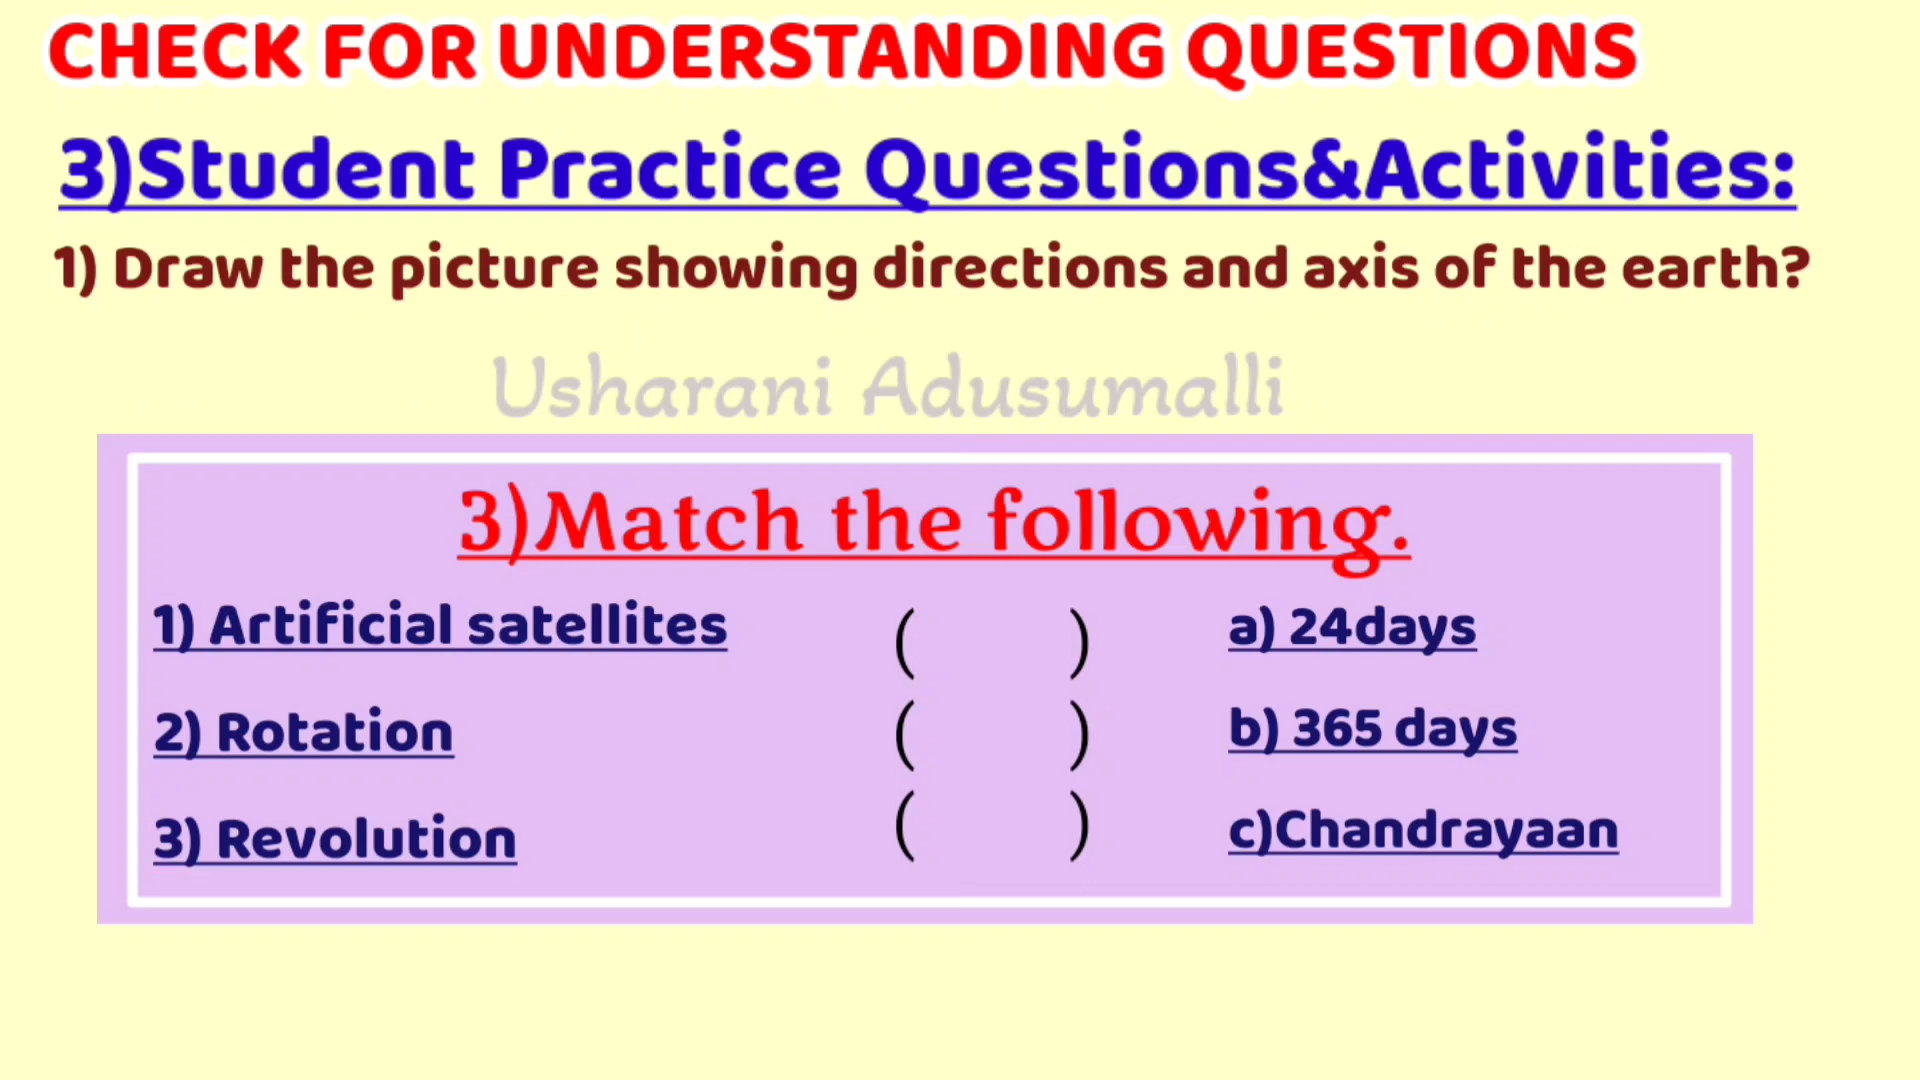 CHECK FOR UNDERSTANDING QUESTIONS
3)Student Practice Questions&Activities:
1) Draw the picture showing directions and axis of the earth?
Usharani Adusumalli
3)Match the following.
1) Artificial satellites ( ) a) 24days
2) Rotation ( ) b) 365 days
3) Revolution ( ) c)Chandrayaan